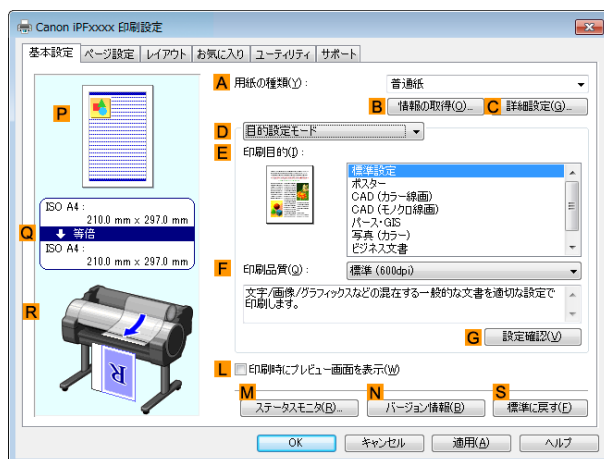 Canon iPFxxxx 印刷設定
基本設定 ページ設定 レイアウト お気に入り ユーティリティ サポート
P
A 用紙の種類(Y): 普通紙
B 情報の取得(O)... C 詳細設定(G)...
D 目的設定モード
E 印刷目的(I):
標準設定
ポスター
CAD (カラー線画)
CAD (モノクロ線画)
パース・GIS
写真 (カラー)
ビジネス文書
Q
ISO A4 :
210.0 mm x 297.0 mm
等倍
ISO A4 :
210.0 mm x 297.0 mm
F 印刷品質(Q): 標準 (600dpi)
文字/画像/グラフィックスなどの混在する一般的な文書を適切な設定で
印刷します。
R
R
G 設定確認(V)
L 印刷時にプレビュー画面を表示(W)
M N S
ステータスモニタ(R)... バージョン情報(B) 標準に戻す(F)
OK キャンセル 適用(A) ヘルプ